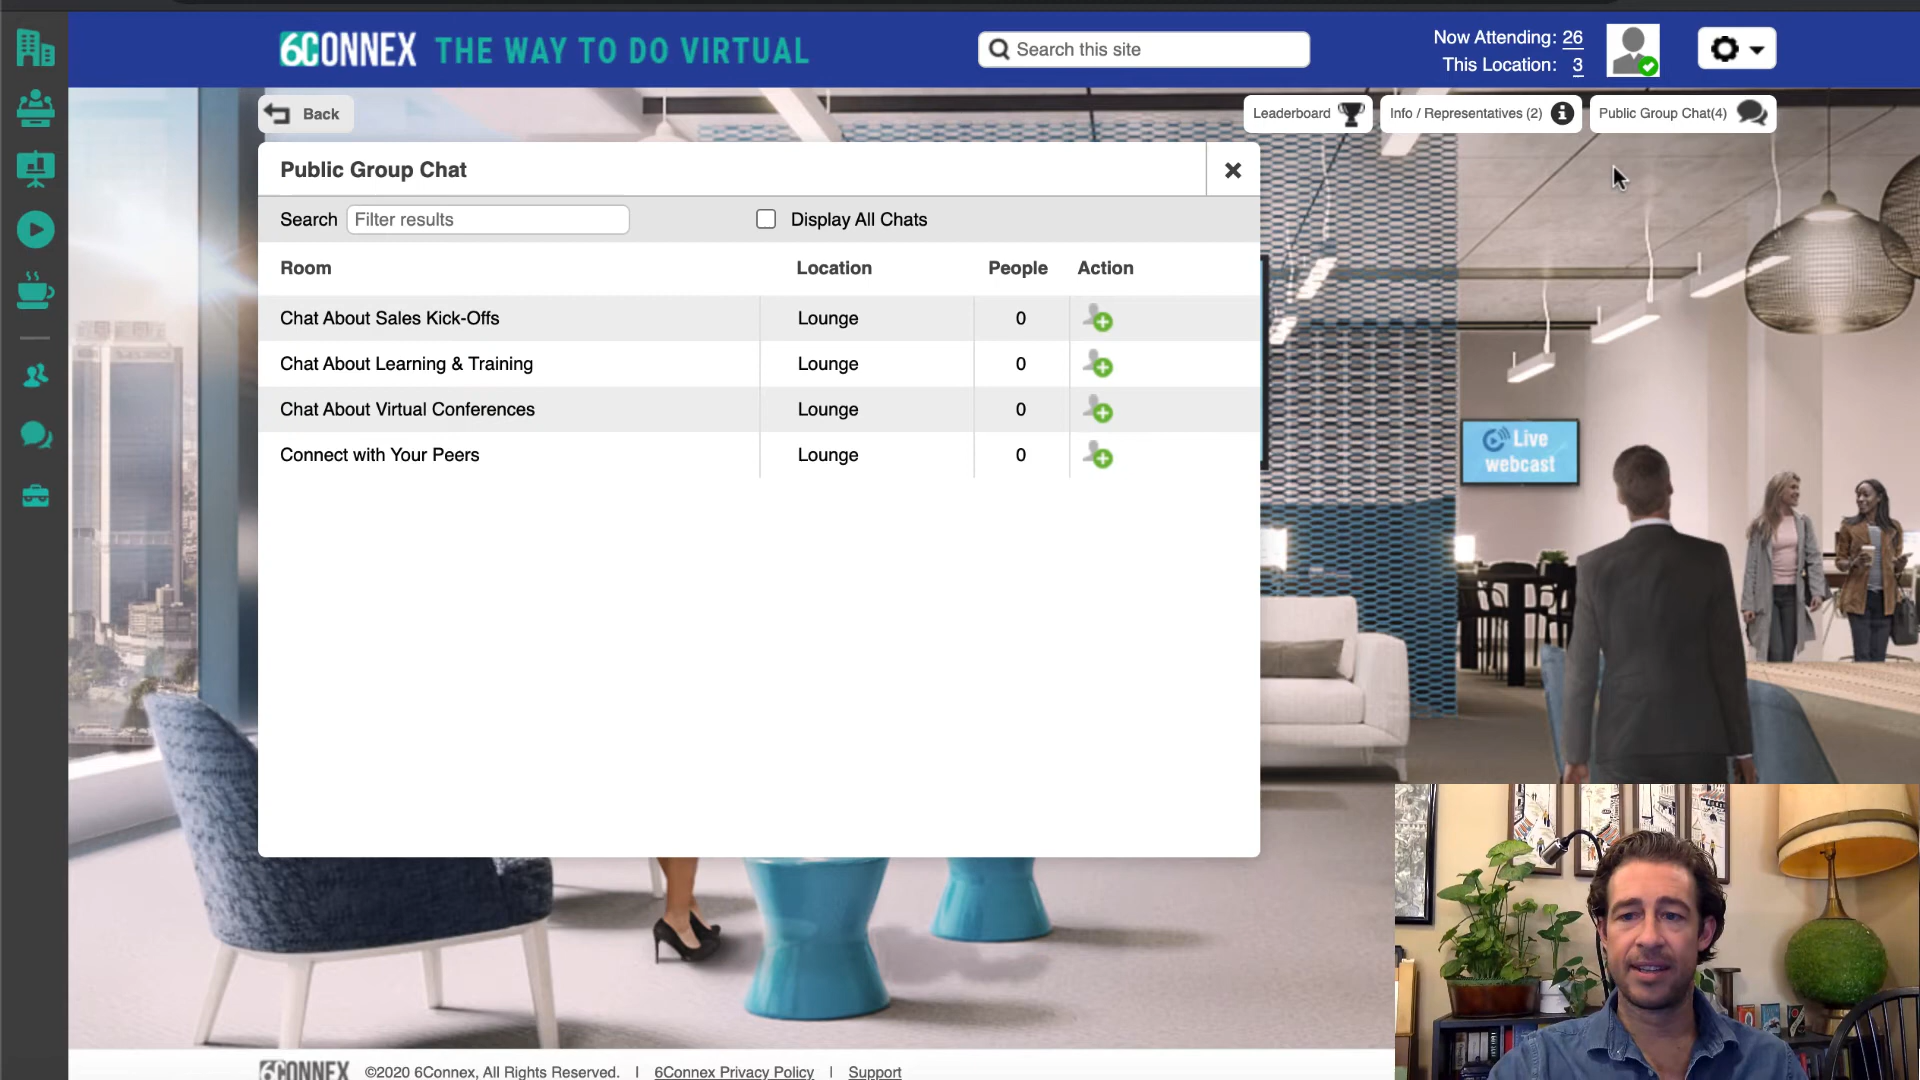 6CONNEX THE WAY TO DO VIRTUAL
Search this site
Now Attending: 26
This Location: 3
Back
Leaderboard
Info / Representatives (2)
Public Group Chat(4)
Public Group Chat
Search Filter results Display All Chats
Room Location People Action
Chat About Sales Kick-Offs Lounge 0
Chat About Learning & Training Lounge 0
Chat About Virtual Conferences Lounge 0
Connect with Your Peers Lounge 0
Live
webcast
6CONNEX ©2020 6Connex, All Rights Reserved. | 6Connex Privacy Policy | Support